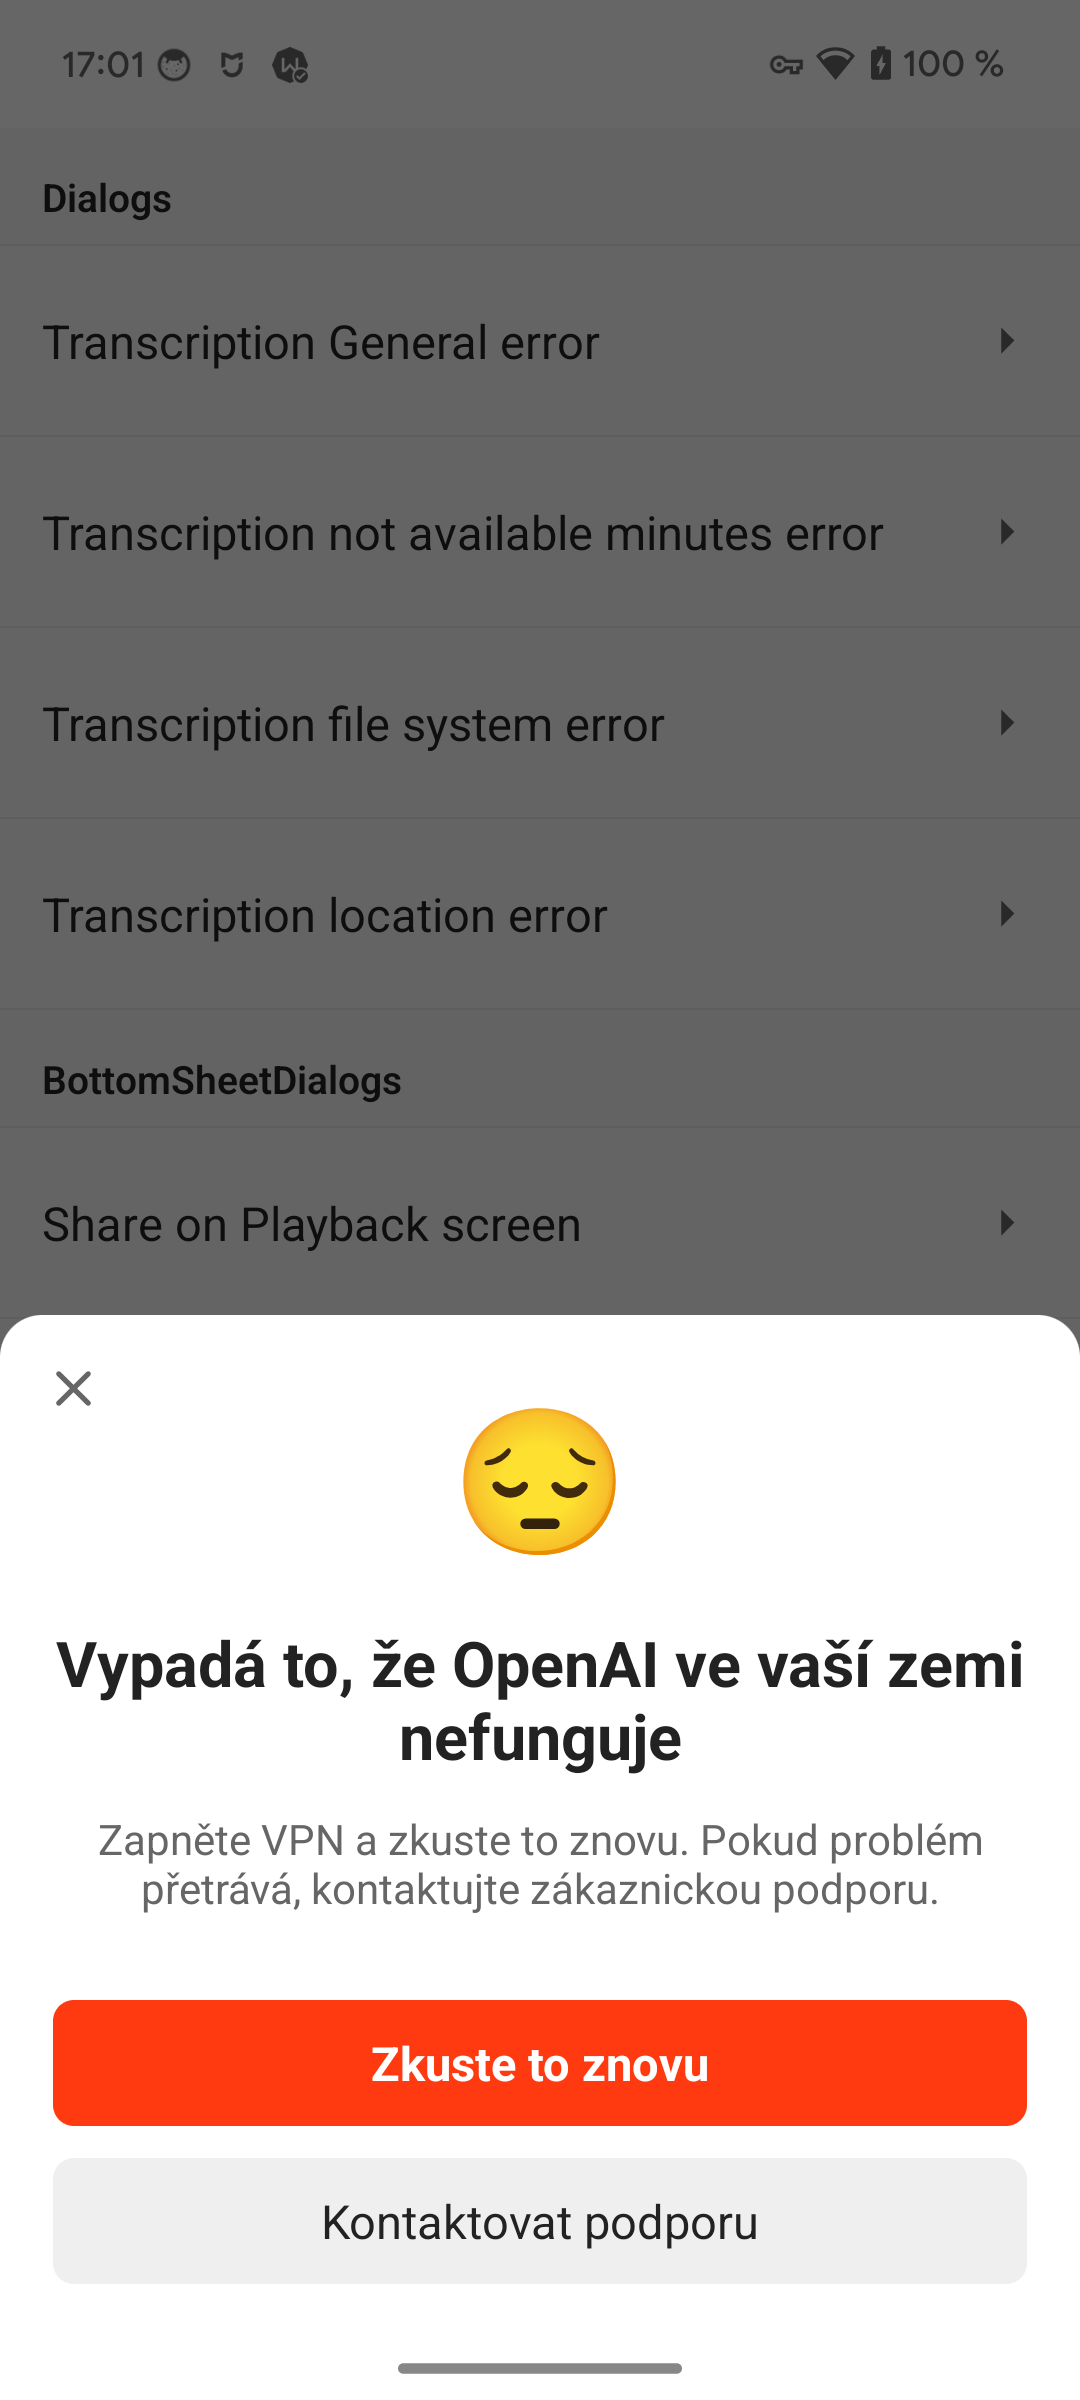 17:01
100 %
Dialogs
Transcription General error
Transcription not available minutes error
Transcription file system error
Transcription location error
BottomSheetDialogs
Share on Playback screen
Vypadá to, že OpenAI ve vaší zemi
nefunguje
Zapněte VPN a zkuste to znovu. Pokud problém
přetrává, kontaktujte zákaznickou podporu.
Zkuste to znovu
Kontaktovat podporu